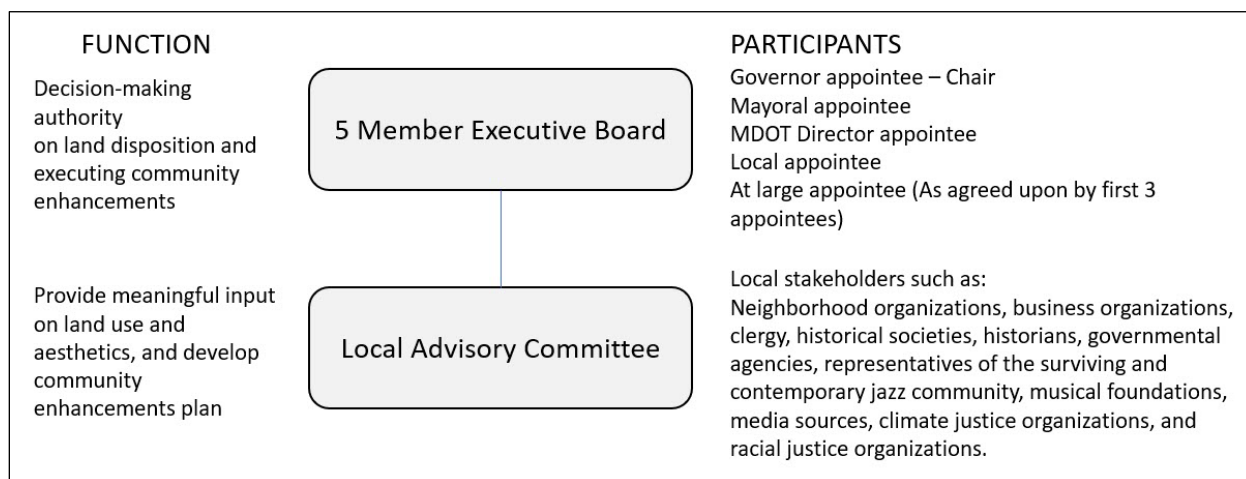 FUNCTION
Decision-making
authority
on land disposition and
executing community
enhancements
5 Member Executive Board
PARTICIPANTS
Governor appointee – Chair
Mayoral appointee
MDOT Director appointee
Local appointee
At large appointee (As agreed upon by first 3
appointees)
Provide meaningful input
on land use and
aesthetics, and develop
community
enhancements plan
Local Advisory Committee
Local stakeholders such as:
Neighborhood organizations, business organizations,
clergy, historical societies, historians, governmental
agencies, representatives of the surviving and
contemporary jazz community, musical foundations,
media sources, climate justice organizations, and
racial justice organizations.